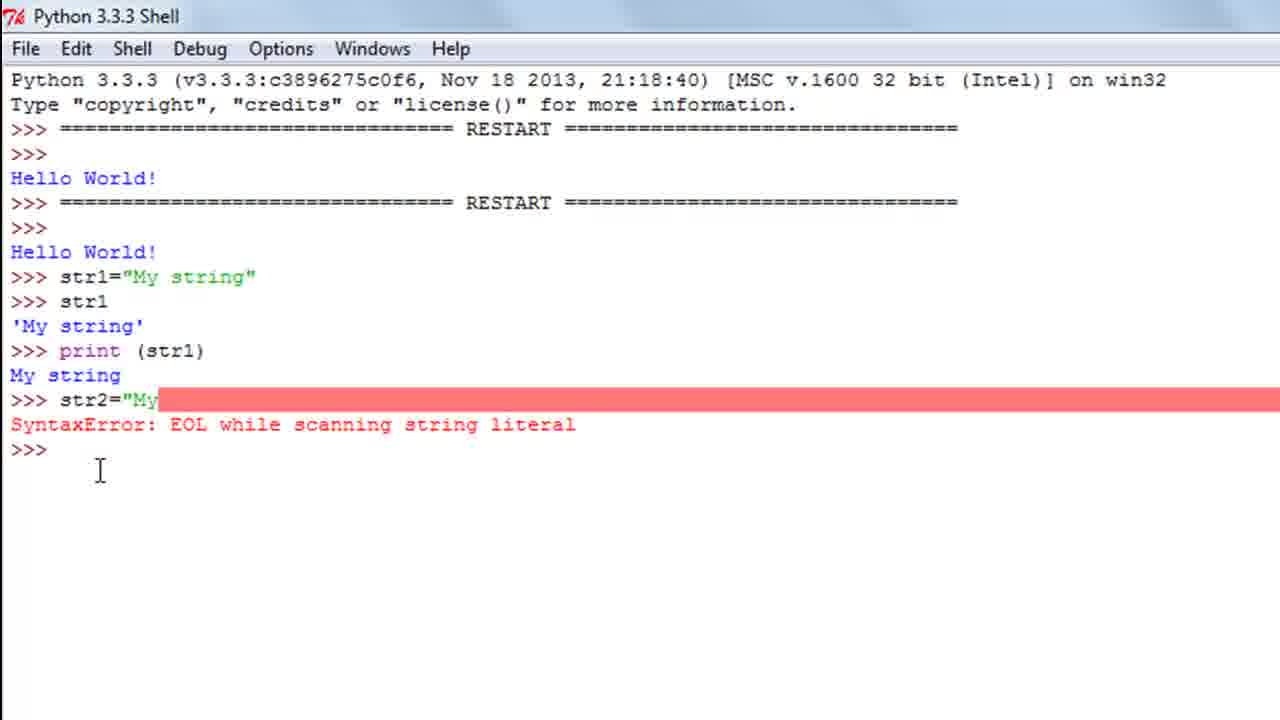 Python 3.3.3 Shell
File Edit Shell Debug Options Windows Help
Python 3.3.3 (v3.3.3:c3896275c0f6, Nov 18 2013, 21:18:40) [MSC v.1600 32 bit (Intel)] on win32
Type "copyright", "credits" or "license()" for more information.
>>> ================================ RESTART ================================
>>>
Hello World!
>>> ================================ RESTART ================================
>>>
Hello World!
>>> str1="My string"
>>> str1
'My string'
>>> print (str1)
My string
>>> str2="My
SyntaxError: EOL while scanning string literal
>>>